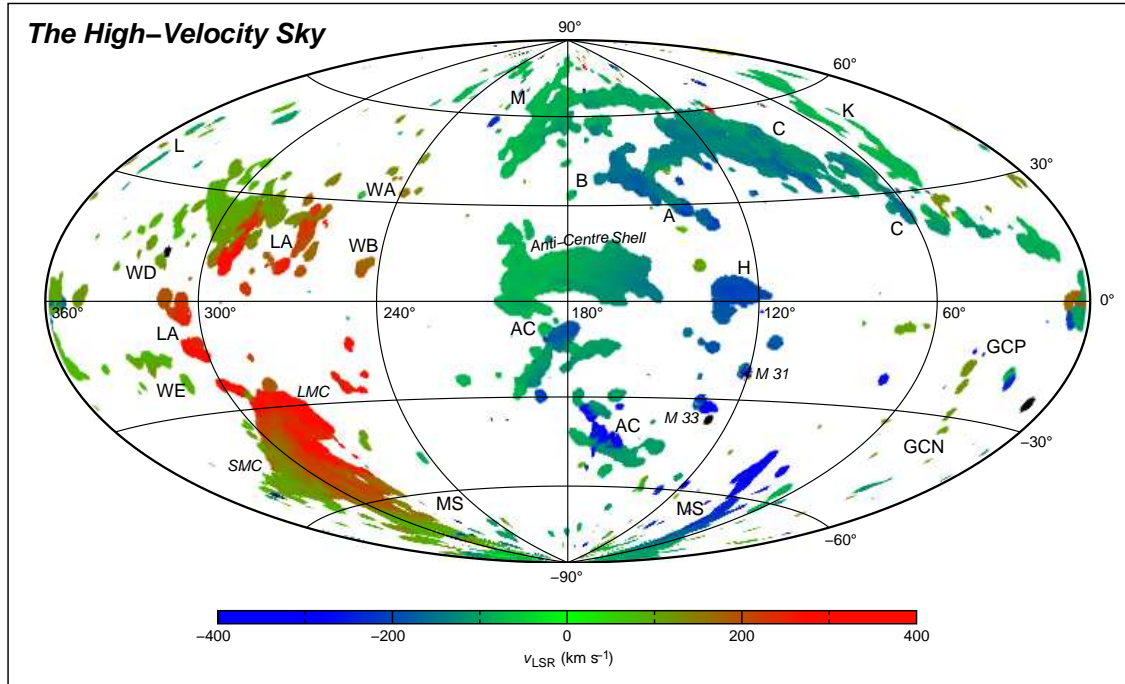 The High–Velocity Sky
90°
60°
M
K
C
L
30°
B
WA
A
C
Anti-Centre Shell
LA
WB
H
WD
360°
300°
240°
180°
120°
60°
0°
AC
LA
GCP
WE
M 31
LMC
M 33
AC
–30°
GCN
SMC
MS
MS
–60°
–90°
–400
–200
0
200
400
vLSR (km s–1)